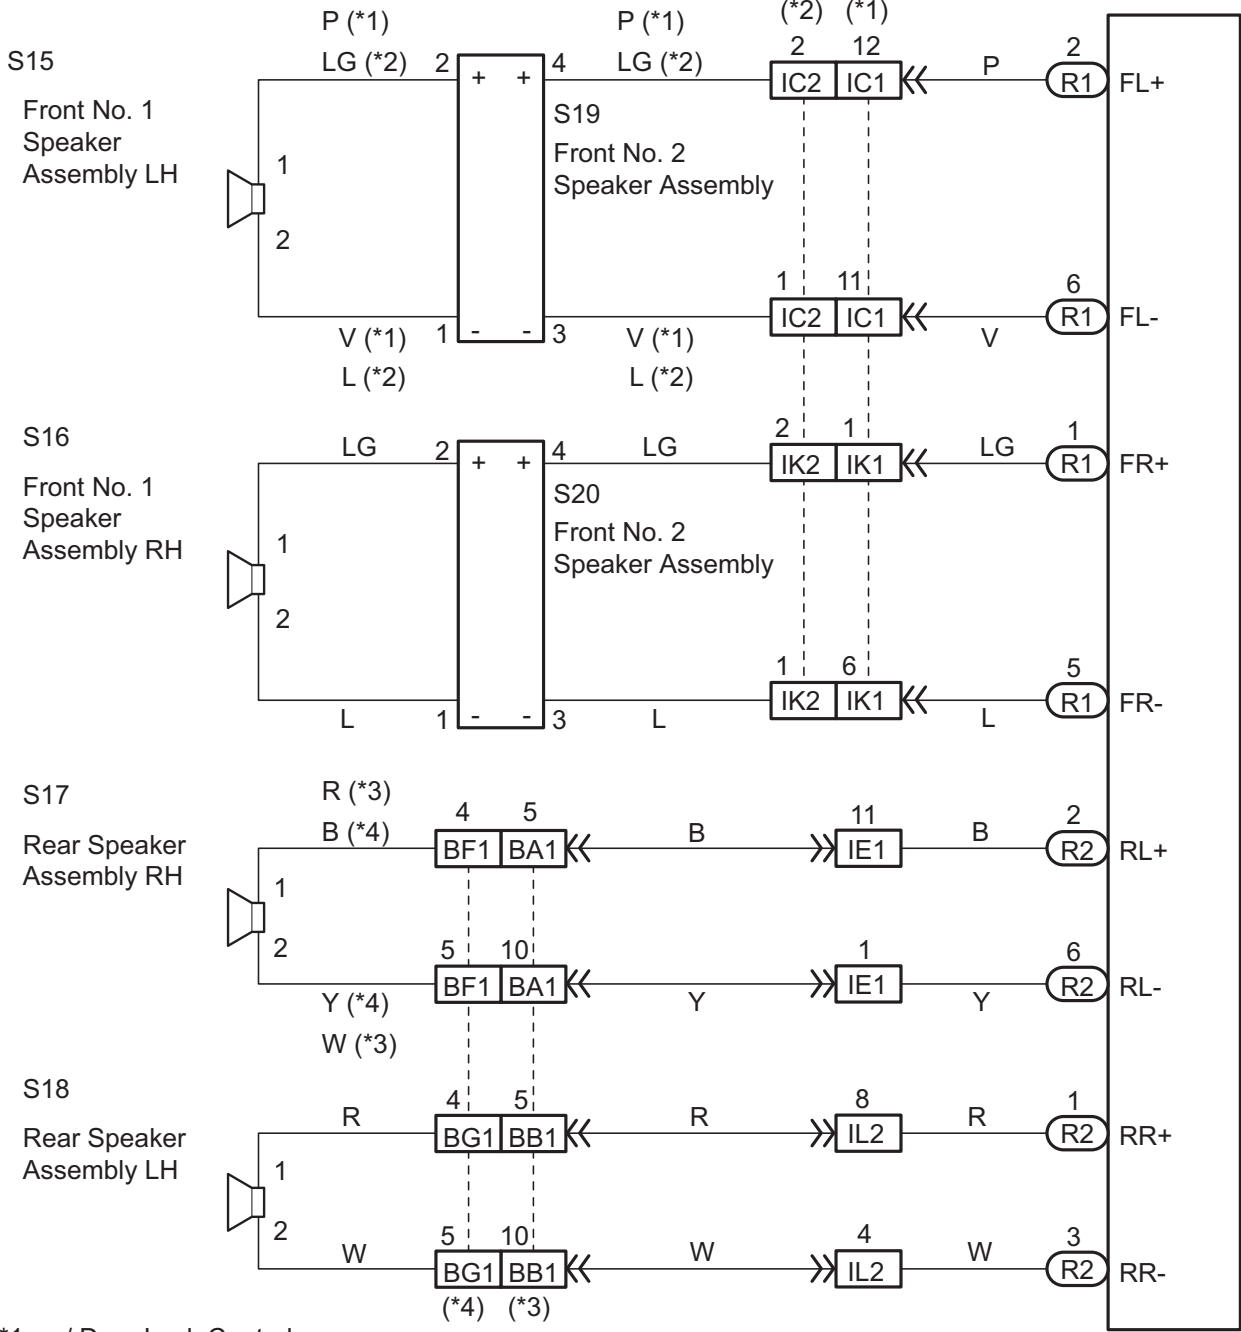 P (*1)
P (*1)
(*2) (*1)
S15
LG (*2)
2
4
LG (*2)
2
12
P
2
+ +
IC2
IC1
R1
FL+
Front No. 1
Speaker
Assembly LH
1
2
S19
Front No. 2
Speaker Assembly
1
11
6
IC2
IC1
R1
FL-
V (*1)
1
- -
3
V (*1)
V
L (*2)
L (*2)
S16
LG
2
4
LG
2
1
LG
1
+ +
IK2
IK1
R1
FR+
Front No. 1
Speaker
Assembly RH
1
2
S20
Front No. 2
Speaker Assembly
1
6
5
IK2
IK1
R1
FR-
L
1
- -
3
L
L
S17
R (*3)
B (*4)
4
5
B
11
B
2
BF1
BA1
IE1
R2
RL+
Rear Speaker
Assembly RH
1
2
5
10
1
6
BF1
BA1
IE1
R2
RL-
Y (*4)
Y
Y
W (*3)
S18
R
4
5
R
8
R
1
BG1
BB1
IL2
R2
RR+
Rear Speaker
Assembly LH
1
2
W
5
10
W
4
W
3
BG1
BB1
IL2
R2
RR-
(*4) (*3)